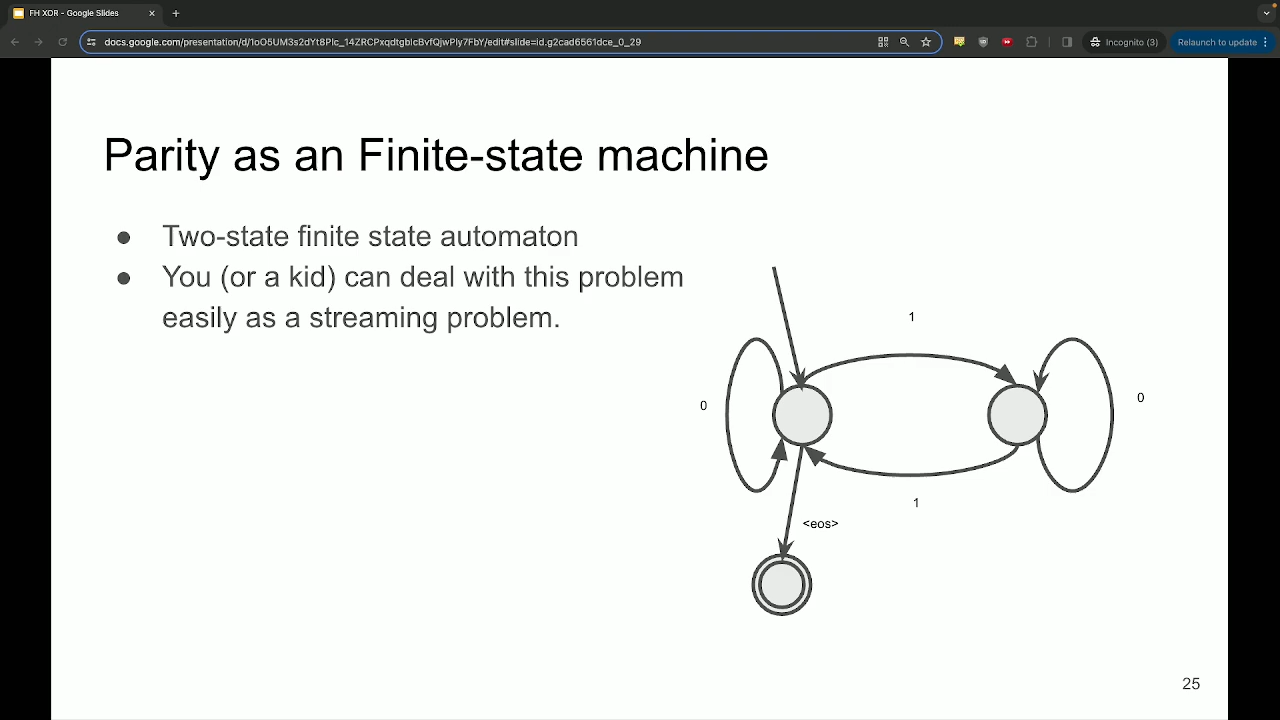 FH XOR - Google Slides
docs.google.com/presentation/d/1oO5UM3s2dYt8Plc_14ZRCPxqdtgblcBvfQjwPly7FbY/edit#slide=id.g2cad6561dce_0_29
Incognito (3)
Relaunch to update
Parity as an Finite-state machine
● Two-state finite state automaton
● You (or a kid) can deal with this problem
easily as a streaming problem.
1
0
0
1
<eos>
25